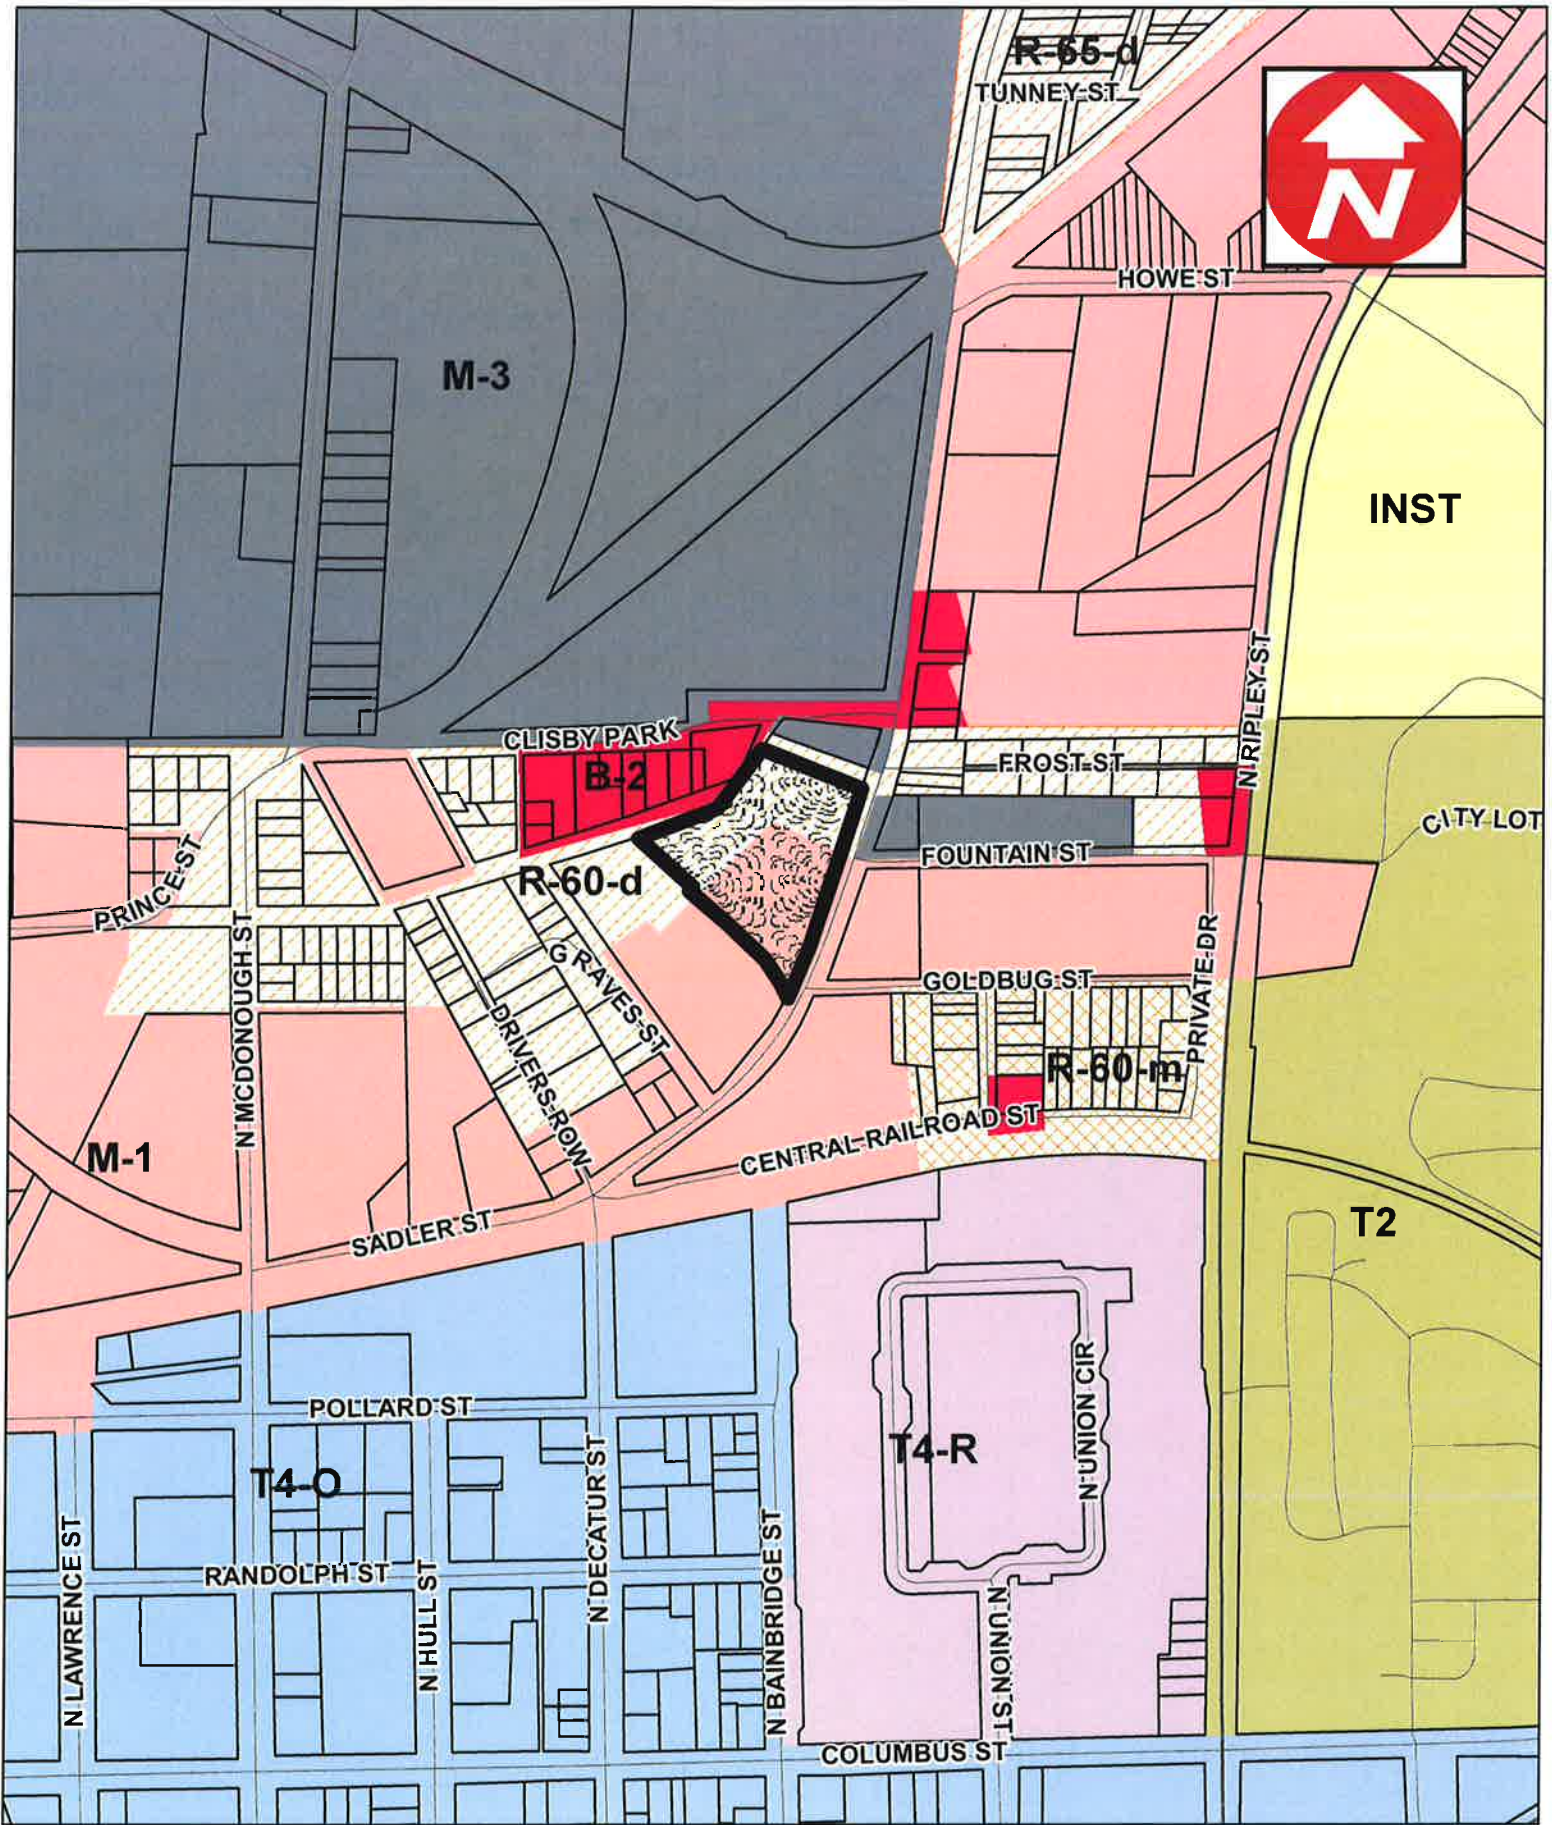 R-65-d
TUNNEY ST
N
HOWE ST
M-3
INST
N RIPLEY ST
CLISBY PARK
B-2
FROST ST
CITY LOT
FOUNTAIN ST
R-60-d
PRINCE ST
N MCDONOUGH ST
GRAVES ST
GOLDBUG ST
PRIVATE DR
DRIVERS ROW
R-60-m
CENTRAL RAILROAD ST
M-1
SADLER ST
T2
POLLARD ST
N UNION CIR
T4-R
T4-O
N DECATUR ST
N LAWRENCE ST
RANDOLPH ST
N HULL ST
N BAINBRIDGE ST
N UNION ST
COLUMBUS ST